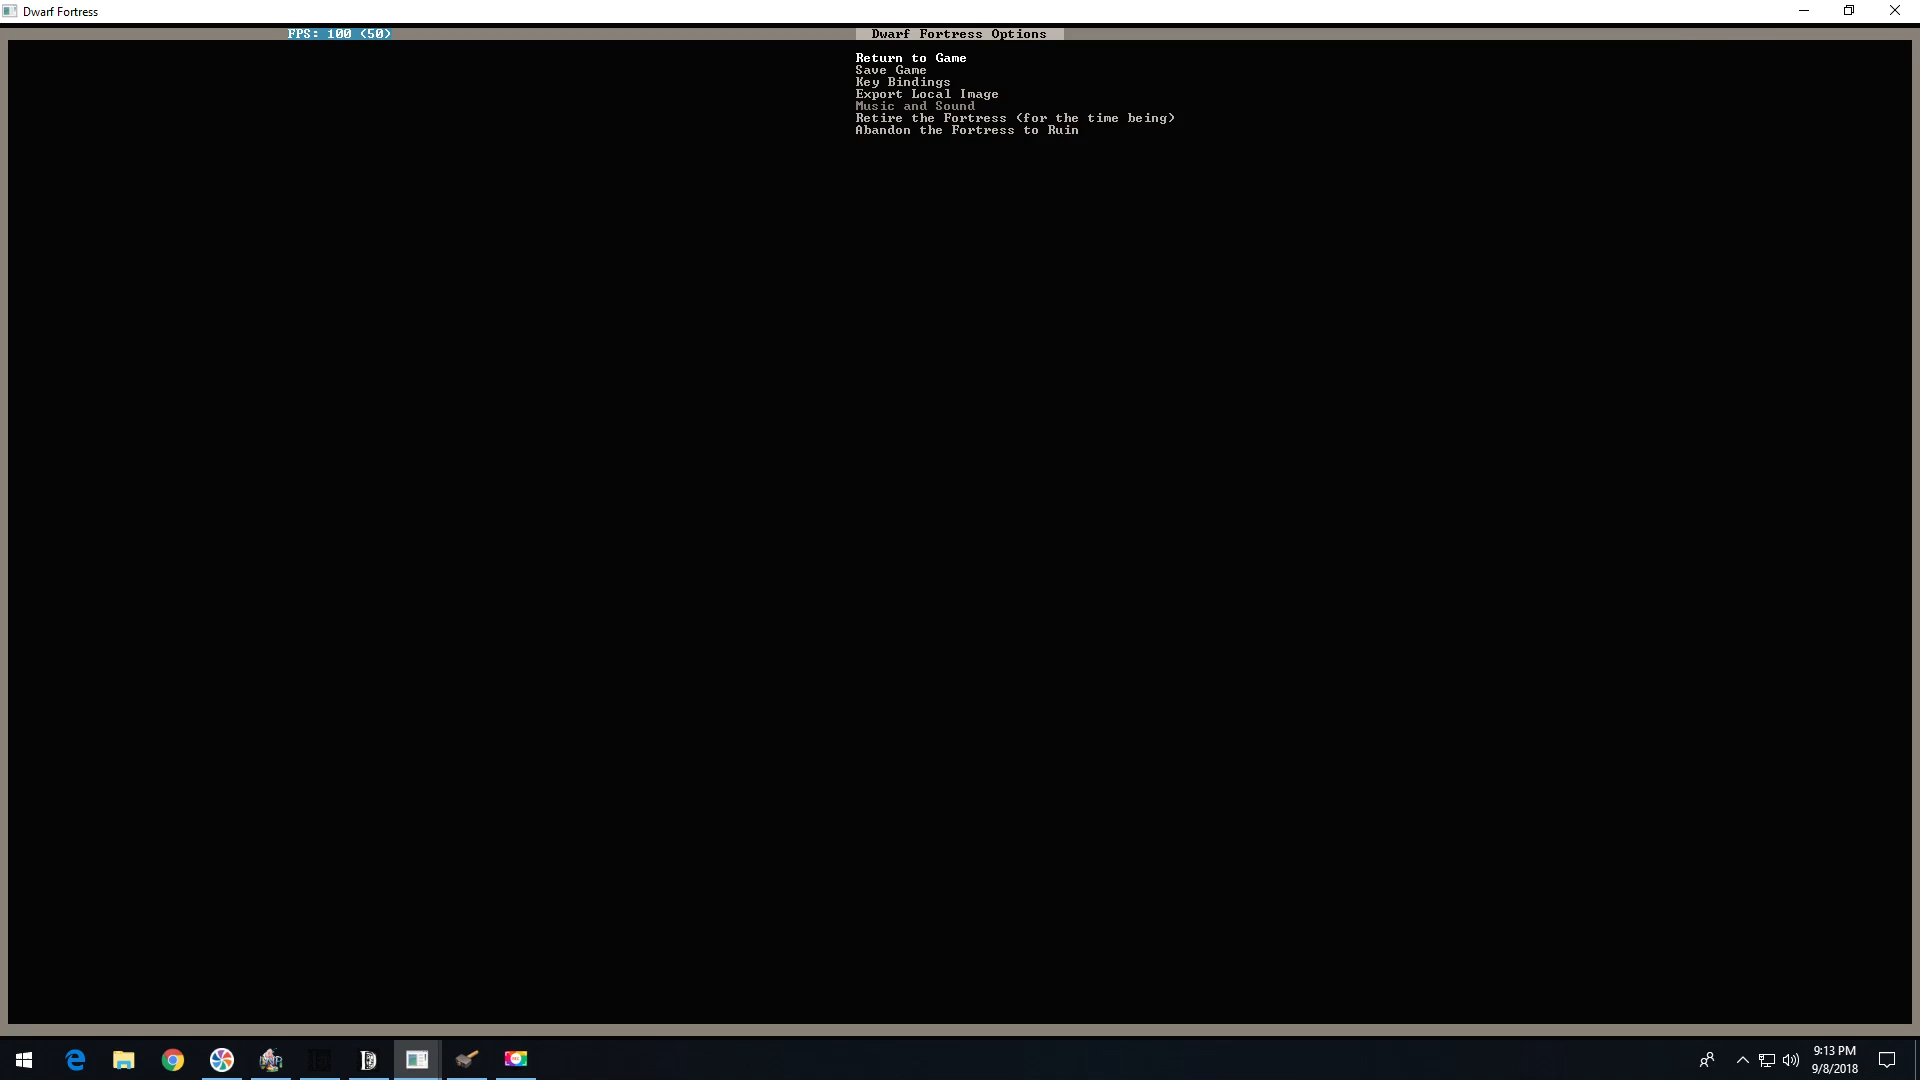 Dwarf Fortress
FPS: 100 (50)
Dwarf Fortress Options
Return to Game
Save Game
Key Bindings
Export Local Image
Music and Sound
Retire the Fortress (for the time being)
Abandon the Fortress to Ruin
9:13 PM
9/8/2018